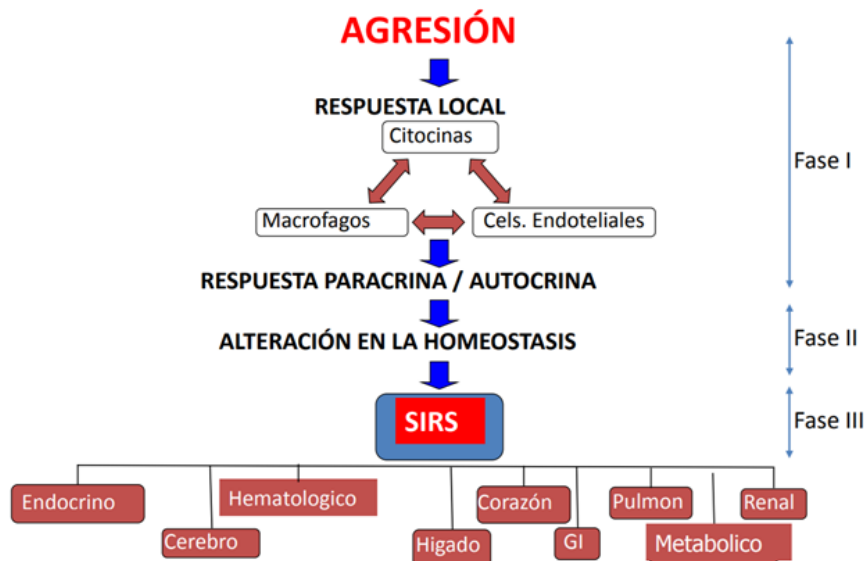 AGRESIÓN
RESPUESTA LOCAL
Citocinas
Fase I
Macrofagos
Cels. Endoteliales
RESPUESTA PARACRINA / AUTOCRINA
ALTERACIÓN EN LA HOMEOSTASIS
Fase II
SIRS
Fase III
Endocrino
Hematologico
Corazón
Pulmon
Renal
Cerebro
Higado
GI
Metabolico